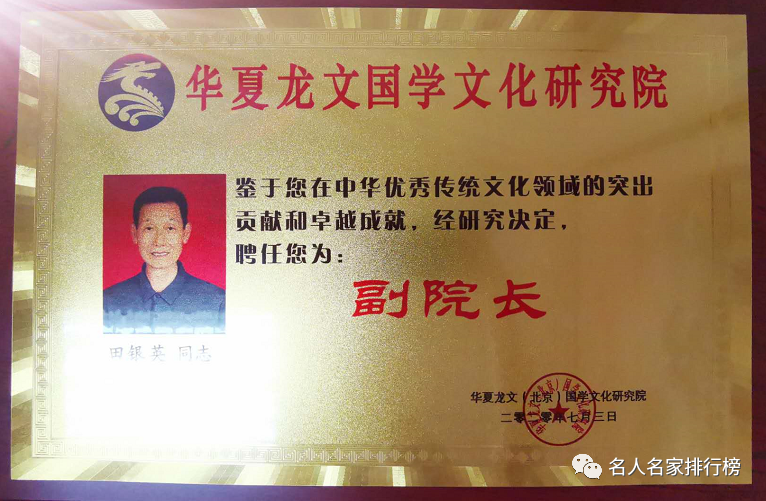 华夏龙文国学文化研究院
鉴于您在中华优秀传统文化领域的突出
贡献和卓越成就，经研究决定，
聘任您为：
副院长
田银英 同志
华夏龙文（北京）国学文化研究院
二〇二〇年七月三日
名人名家排行榜